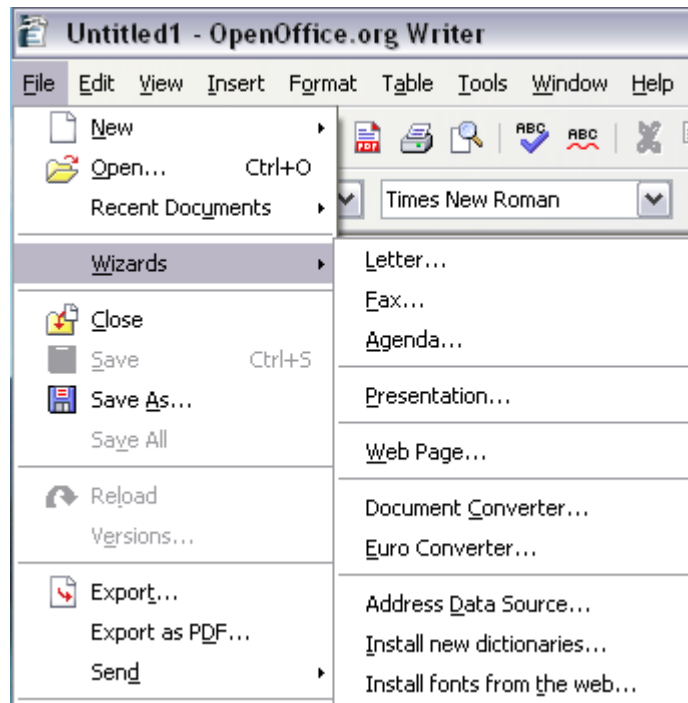 Untitled1 - OpenOffice.org Writer
File Edit View Insert Format Table Tools Window Help
New
PDF ABC ABC
Open... Ctrl+O
Recent Documents
Times New Roman
Wizards
Letter...
Fax...
Agenda...
Presentation...
Web Page...
Document Converter...
Euro Converter...
Address Data Source...
Install new dictionaries...
Install fonts from the web...
Close
Save Ctrl+S
Save As...
Save All
Reload
Versions...
Export...
Export as PDF...
Send